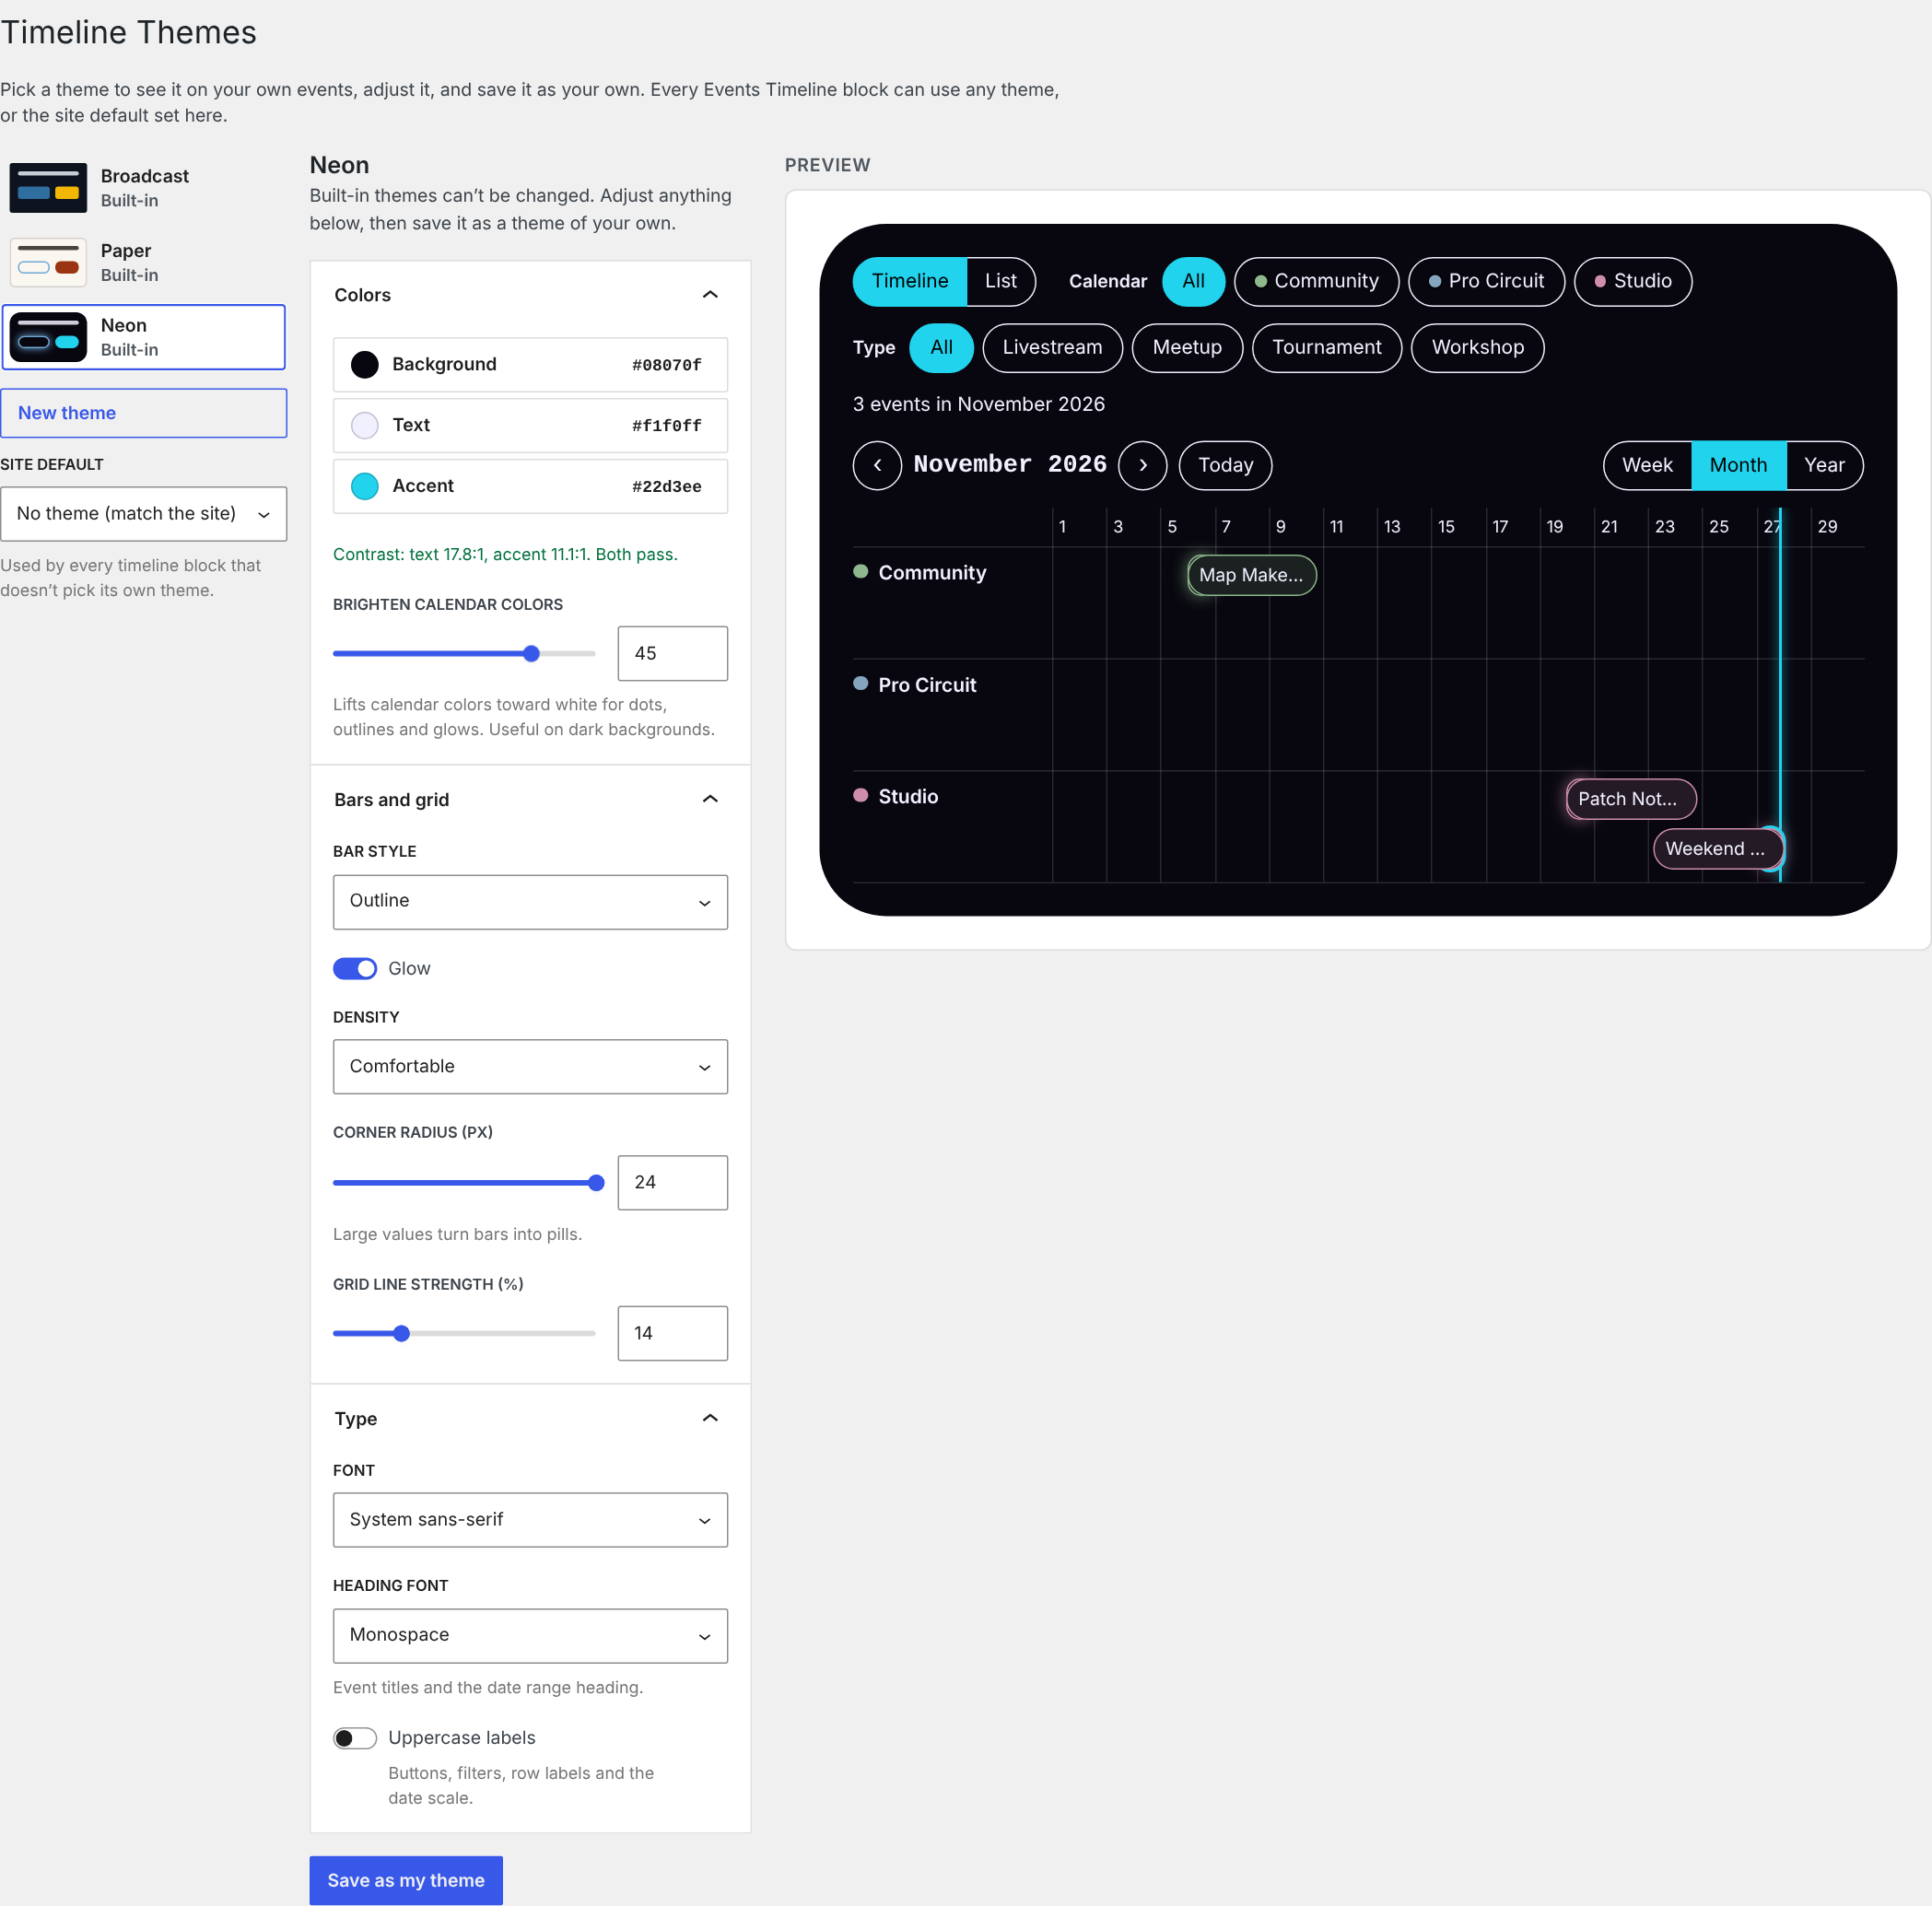 Timeline Themes
Pick a theme to see it on your own events, adjust it, and save it as your own. Every Events Timeline block can use any theme,
or the site default set here.
Broadcast
Built-in
Paper
Built-in
Neon
Built-in
New theme
SITE DEFAULT
No theme (match the site)
Used by every timeline block that
doesn’t pick its own theme.
Neon
Built-in themes can’t be changed. Adjust anything
below, then save it as a theme of your own.
Colors
Background #08070f
Text #f1f0ff
Accent #22d3ee
Contrast: text 17.8:1, accent 11.1:1. Both pass.
BRIGHTEN CALENDAR COLORS
45
Lifts calendar colors toward white for dots,
outlines and glows. Useful on dark backgrounds.
Bars and grid
BAR STYLE
Outline
Glow
DENSITY
Comfortable
CORNER RADIUS (PX)
24
Large values turn bars into pills.
GRID LINE STRENGTH (%)
14
Type
FONT
System sans-serif
HEADING FONT
Monospace
Event titles and the date range heading.
Uppercase labels
Buttons, filters, row labels and the
date scale.
Save as my theme
PREVIEW
Timeline List Calendar All Community Pro Circuit Studio
Type All Livestream Meetup Tournament Workshop
3 events in November 2026
‹ November 2026 › Today Week Month Year
1 3 5 7 9 11 13 15 17 19 21 23 25 27 29
Community Map Make...
Pro Circuit
Studio Patch Not...
Weekend ...